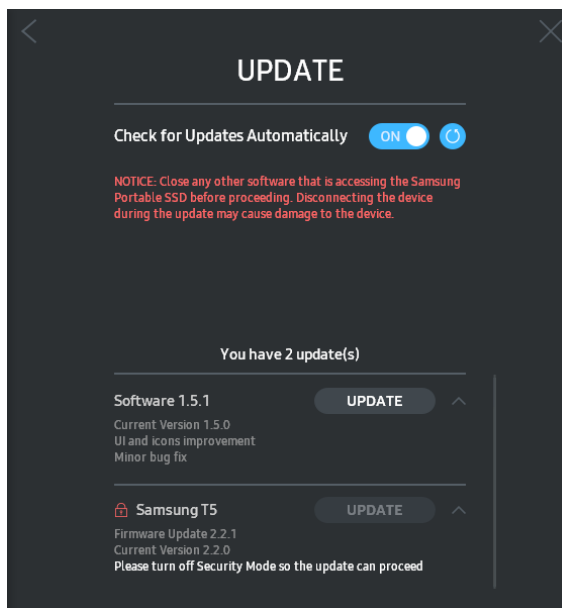 UPDATE
Check for Updates Automatically ON
NOTICE: Close any other software that is accessing the Samsung
Portable SSD before proceeding. Disconnecting the device
during the update may cause damage to the device.
You have 2 update(s)
Software 1.5.1 UPDATE
Current Version 1.5.0
UI and icons improvement
Minor bug fix
Samsung T5 UPDATE
Firmware Update 2.2.1
Current Version 2.2.0
Please turn off Security Mode so the update can proceed